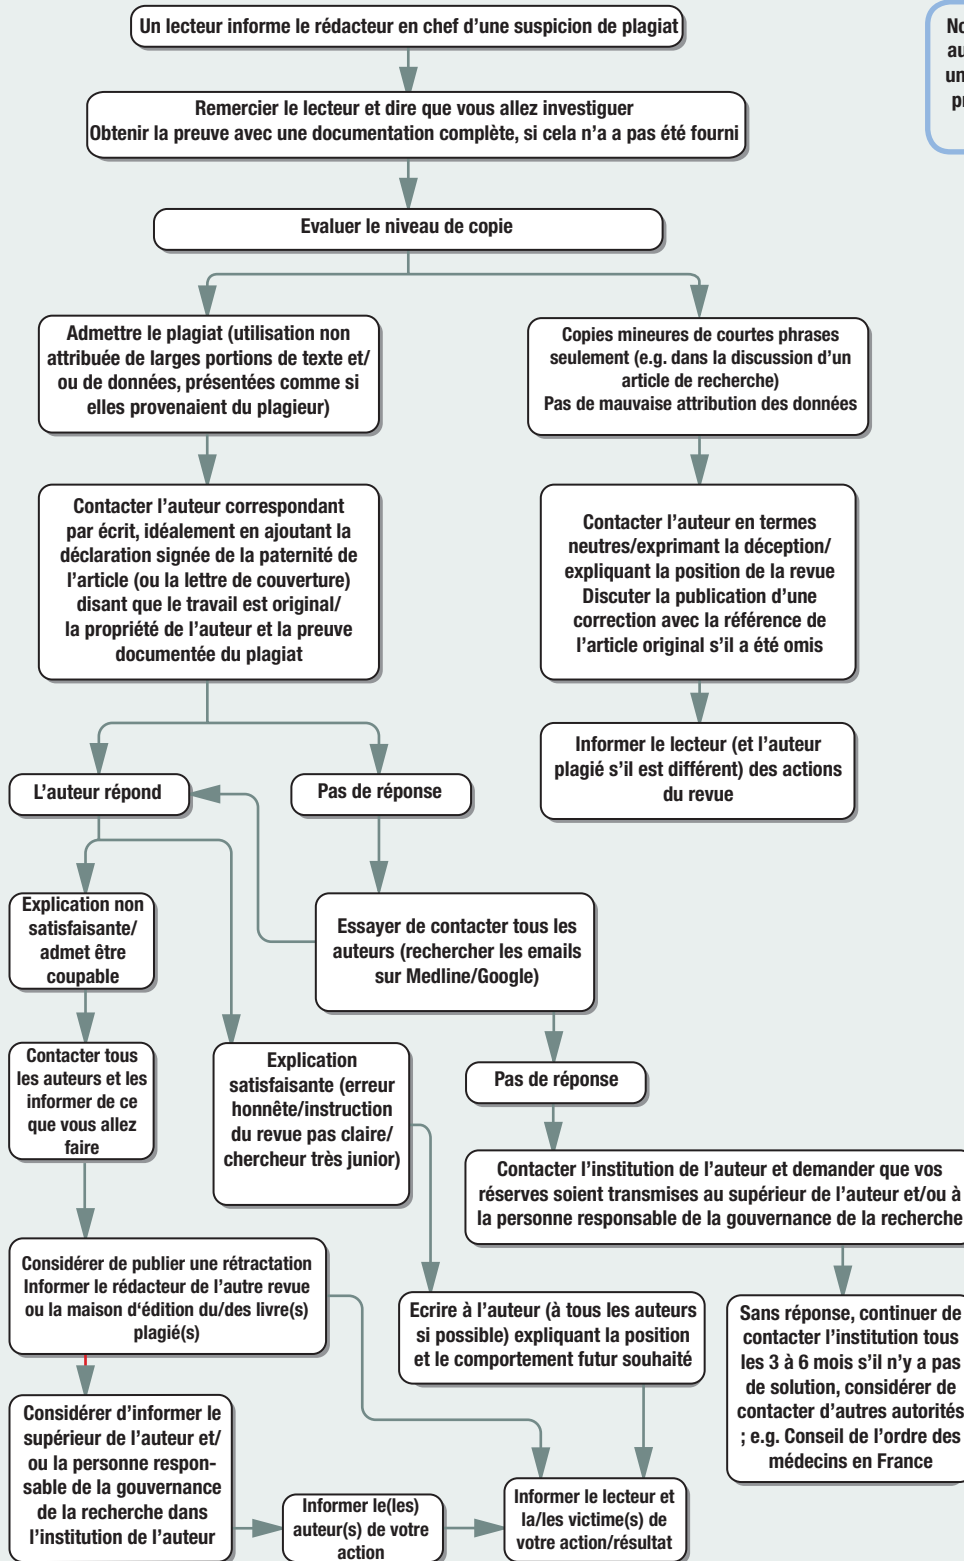 Un lecteur informe le rédacteur en chef d'une suspicion de plagiat
Remercier le lecteur et dire que vous allez investiguer
Obtenir la preuve avec une documentation complète, si cela n'a a pas été fourni
Evaluer le niveau de copie
Admettre le plagiat (utilisation non
attribuée de larges portions de texte et/
ou de données, présentées comme si
elles provenaient du plagieur)
Copies mineures de courtes phrases
seulement (e.g. dans la discussion d'un
article de recherche)
Pas de mauvaise attribution des données
Contacter l'auteur correspondant
par écrit, idéalement en ajoutant la
déclaration signée de la paternité de
l'article (ou la lettre de couverture)
disant que le travail est original/
la propriété de l'auteur et la preuve
documentée du plagiat
Contacter l'auteur en termes
neutres/exprimant la déception/
expliquant la position de la revue
Discuter la publication d'une
correction avec la référence de
l'article original s'il a été omis
Informer le lecteur (et l'auteur
plagié s'il est différent) des actions
du revue
L'auteur répond
Pas de réponse
Explication non
satisfaisante/
admet être
coupable
Essayer de contacter tous les
auteurs (rechercher les emails
sur Medline/Google)
Contacter tous
les auteurs et les
informer de ce
que vous allez
faire
Explication
satisfaisante (erreur
honnête/instruction
du revue pas claire/
chercheur très junior)
Pas de réponse
Contacter l'institution de l'auteur et demander que vos
réserves soient transmises au supérieur de l'auteur et/ou à
la personne responsable de la gouvernance de la recherche
Considérer de publier une rétractation
Informer le rédacteur de l'autre revue
ou la maison d'édition du/des livre(s)
plagié(s)
Ecrire à l'auteur (à tous les auteurs
si possible) expliquant la position
et le comportement futur souhaité
Sans réponse, continuer de
contacter l'institution tous
les 3 à 6 mois s'il n'y a pas
de solution, considérer de
contacter d'autres autorités
; e.g. Conseil de l'ordre des
médecins en France
Considérer d'informer le
supérieur de l'auteur et/
ou la personne respon-
sable de la gouvernance
de la recherche dans
l'institution de l'auteur
Informer le(les)
auteur(s) de votre
action
Informer le lecteur et
la/les victime(s) de
votre action/résultat